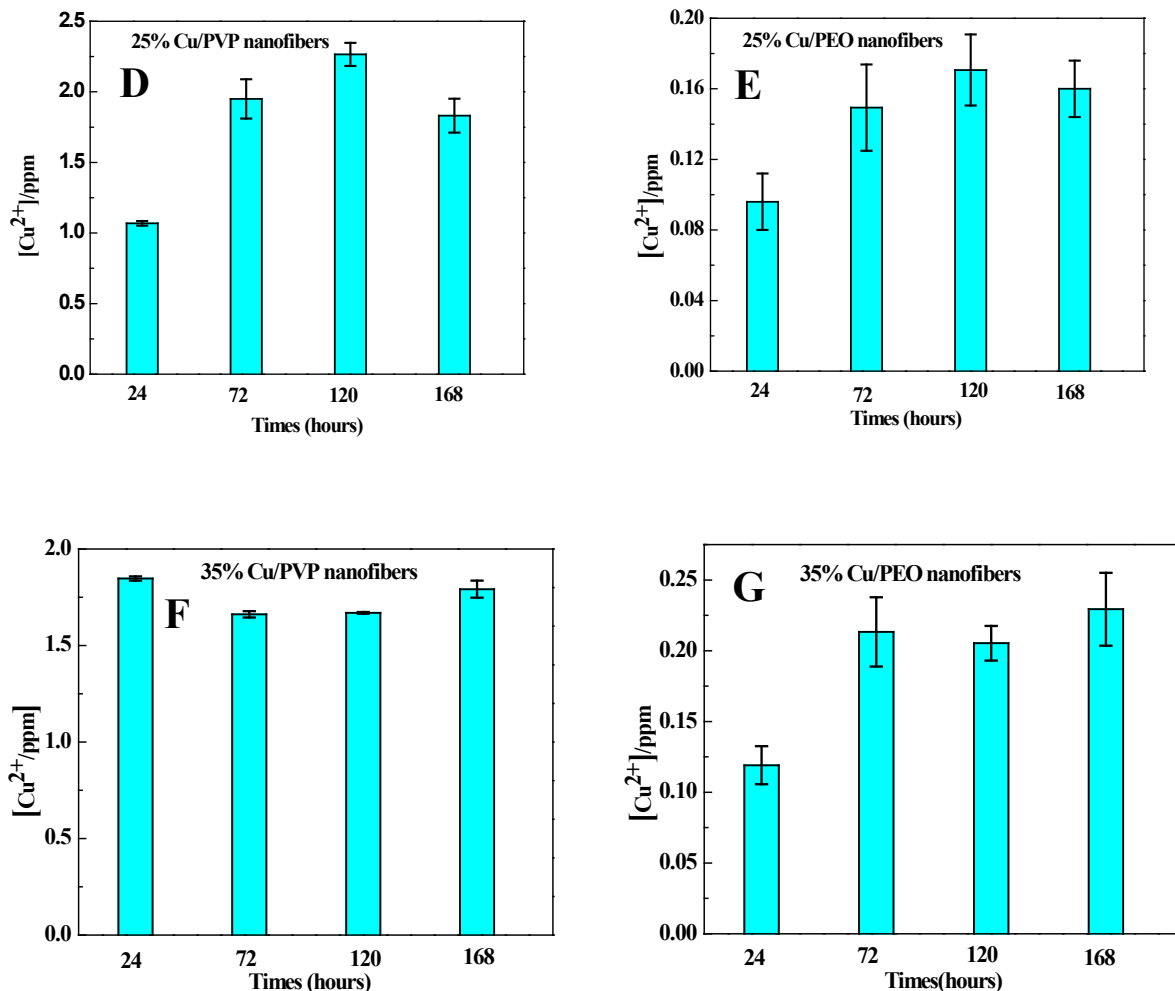 25% Cu/PVP nanofibers
D
2.5
2.0
1.5
1.0
0.5
0.0
[Cu2+]/ppm
24 72 120 168
Times (hours)
25% Cu/PEO nanofibers
E
0.20
0.16
0.12
0.08
0.04
0.00
[Cu2+]/ppm
24 72 120 168
Times (hours)
35% Cu/PVP nanofibers
F
2.0
1.5
1.0
0.5
0.0
[Cu2+/ppm]
24 72 120 168
Times (hours)
35% Cu/PEO nanofibers
G
0.25
0.20
0.15
0.10
0.05
0.00
[Cu2+]/ppm
24 72 120 168
Times(hours)